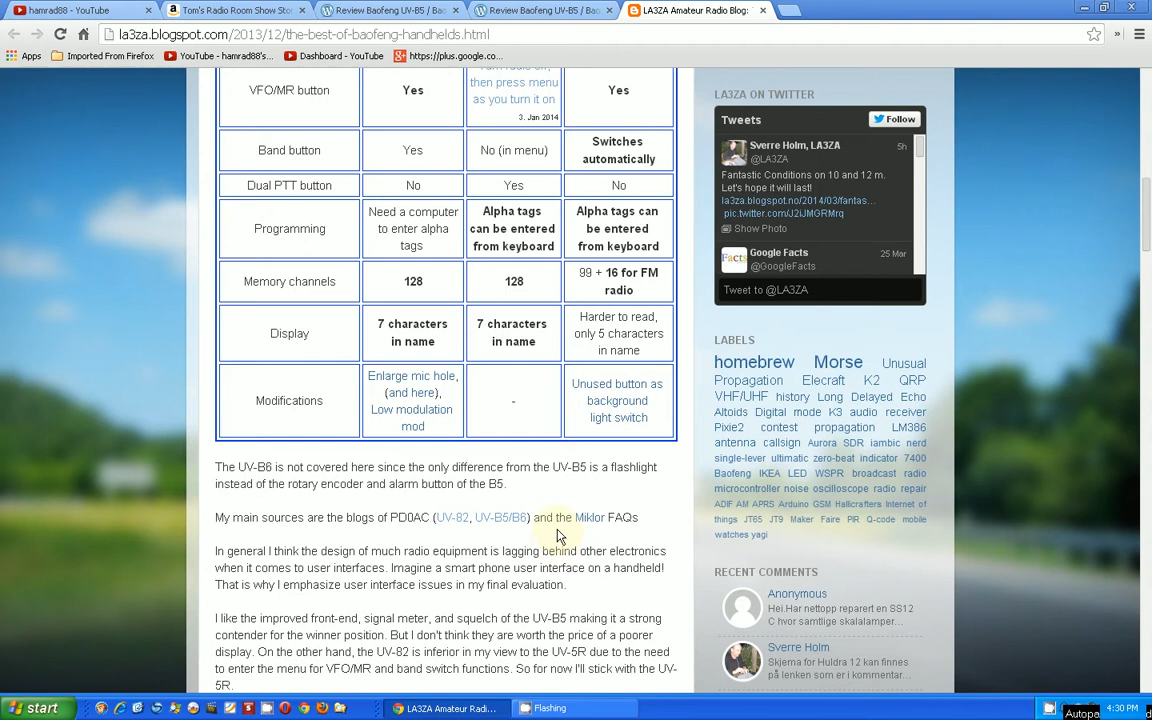 hamrad88 - YouTube
Tom's Radio Room Show Sto
Review Baofeng UV-B5 / Ba
Review Baofeng UV-B5 / Bao
LA3ZA Amateur Radio Blog:
la3za.blogspot.com/2013/12/the-best-of-baofeng-handhelds.html
Apps
Imported From Firefox
YouTube - hamrad88's...
Dashboard - YouTube
https://plus.google.co...
VFO/MR button
Yes
then press menu
as you turn it on
3. Jan 2014
Yes
Band button
Yes
No (in menu)
Switches
automatically
Dual PTT button
No
Yes
No
Programming
Need a computer
to enter alpha
tags
Alpha tags
can be entered
from keyboard
Alpha tags can
be entered
from keyboard
Memory channels
128
128
99 + 16 for FM
radio
Display
7 characters
in name
7 characters
in name
Harder to read,
only 5 characters
in name
Modifications
Enlarge mic hole,
(and here),
Low modulation
mod
-
Unused button as
background
light switch
The UV-B6 is not covered here since the only difference from the UV-B5 is a flashlight
instead of the rotary encoder and alarm button of the B5.
My main sources are the blogs of PD0AC (UV-82, UV-B5/B6) and the Miklor FAQs
In general I think the design of much radio equipment is lagging behind other electronics
when it comes to user interfaces. Imagine a smart phone user interface on a handheld!
That is why I emphasize user interface issues in my final evaluation.
I like the improved front-end, signal meter, and squelch of the UV-B5 making it a strong
contender for the winner position. But I don't think they are worth the price of a poorer
display. On the other hand, the UV-82 is inferior in my view to the UV-5R due to the need
to enter the menu for VFO/MR and band switch functions. So for now I'll stick with the UV-
5R.
LA3ZA ON TWITTER
Tweets
Follow
Sverre Holm, LA3ZA
5h
@LA3ZA
Fantastic Conditions on 10 and 12 m.
Let's hope it will last!
la3za.blogspot.no/2014/03/fantas...
pic.twitter.com/J2iJMGRMrq
Show Photo
Google Facts
25 Mar
@GoogleFacts
Facts
Tweet to @LA3ZA
LABELS
homebrew Morse Unusual
Propagation Elecraft K2 QRP
VHF/UHF history Long Delayed Echo
Altoids Digital mode K3 audio receiver
Pixie2 contest propagation LM386
antenna callsign Aurora SDR iambic nerd
single-lever ultimatic zero-beat indicator 7400
Baofeng IKEA LED WSPR broadcast radio
microcontroller noise oscilloscope radio repair
ADIF AM APRS Arduino GSM Hallicrafters Internet of
things JT65 JT9 Maker Faire PIR Q-code mobile
watches yagi
RECENT COMMENTS
Anonymous
Hei.Har nettopp reparert en SS12
C hvor samtlige skalalamper...
Sverre Holm
Skjema for Huldra 12 kan finnes
på lenken som er i kommentar...
start
LA3ZA Amateur Radi...
Flashing
4:30 PM
Autopa